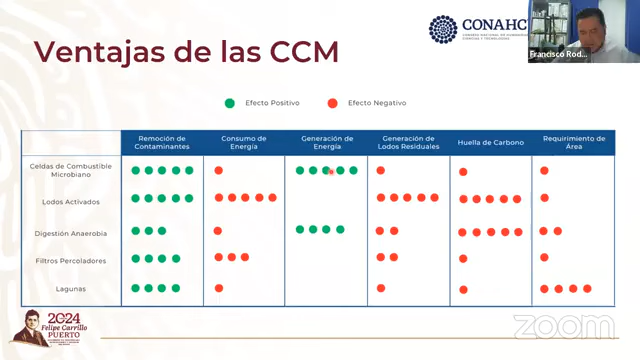 Ventajas de las CCM
CONAHC
Francisco Rod...
Efecto Positivo
Efecto Negativo
Remoción de Contaminantes
Consumo de Energía
Generación de Energía
Generación de Lodos Residuales
Huella de Carbono
Requirimiento de Área
Celdas de Combustible Microbiano
Lodos Activados
Digestión Anaerobia
Filtros Percoladores
Lagunas
2024
Felipe Carrillo
PUERTO
zoom